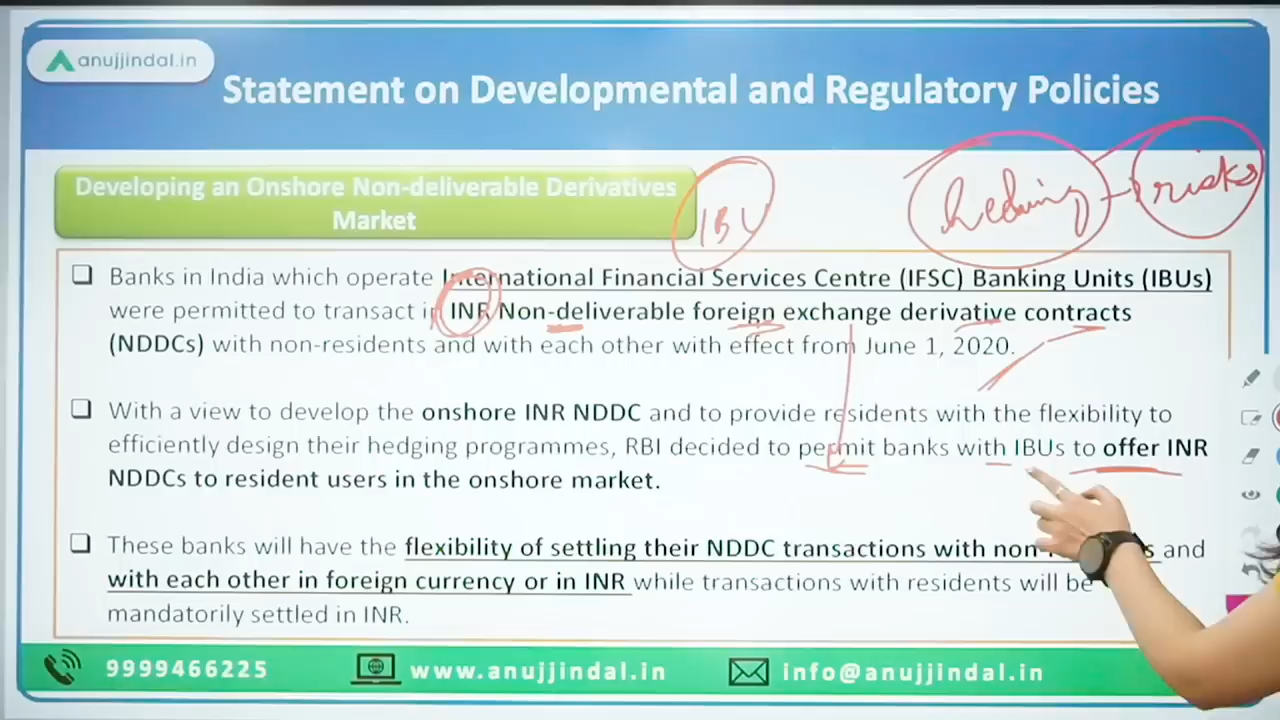 anujjindal.in
Statement on Developmental and Regulatory Policies
Developing an Onshore Non-deliverable Derivatives
Market
IBU
hedging - risks
❑ Banks in India which operate International Financial Services Centre (IFSC) Banking Units (IBUs)
were permitted to transact in INR Non-deliverable foreign exchange derivative contracts
(NDDCs) with non-residents and with each other with effect from June 1, 2020.
❑ With a view to develop the onshore INR NDDC and to provide residents with the flexibility to
efficiently design their hedging programmes, RBI decided to permit banks with IBUs to offer INR
NDDCs to resident users in the onshore market.
❑ These banks will have the flexibility of settling their NDDC transactions with non- and
with each other in foreign currency or in INR while transactions with residents will be
mandatorily settled in INR.
9999466225 www.anujjindal.in info@anujjindal.in